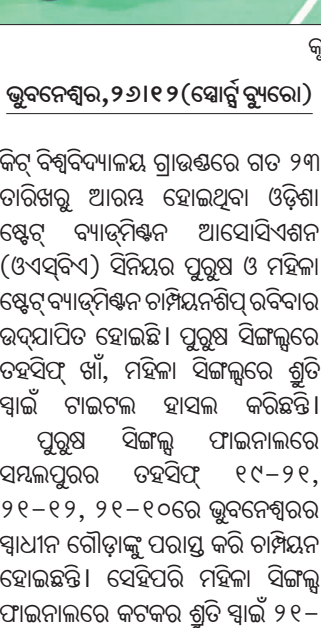 କୃ
ଭୁବନେଶ୍ୱର,୨୬।୧୨(ସ୍ପୋର୍ଟ୍ସ ବ୍ୟୁରୋ)
କିଟ୍ ବିଶ୍ୱବିଦ୍ୟାଳୟ ଗ୍ରାଉଣ୍ଡରେ ଗତ ୨୩
ତାରିଖରୁ ଆରମ୍ଭ ହୋଇଥିବା ଓଡ଼ିଶା
ଷ୍ଟେଟ୍ ବ୍ୟାଡ୍‌ମିଣ୍ଟନ ଆସୋସିଏଶନ
(ଓଏସ୍‌ବିଏ) ସିନିୟର ପୁରୁଷ ଓ ମହିଳା
ଷ୍ଟେଟ୍ ବ୍ୟାଡ୍‌ମିଣ୍ଟନ ଚାମ୍ପିୟନଶିପ୍ ରବିବାର
ଉଦ୍‌ଯାପିତ ହୋଇଛି। ପୁରୁଷ ସିଙ୍ଗଲ୍ସରେ
ତହସିଫ୍ ଖାଁ, ମହିଳା ସିଙ୍ଗଲ୍ସରେ ଶ୍ରୁତି
ସ୍ୱାଇଁ ଟାଇଟଲ ହାସଲ କରିଛନ୍ତି।
ପୁରୁଷ ସିଙ୍ଗଲ୍ସ ଫାଇନାଲରେ
ସମ୍ବଲପୁରର ତହସିଫ୍ ୧୯-୨୧,
୨୧-୧୨, ୨୧-୧୦ରେ ଭୁବନେଶ୍ୱରର
ସ୍ୱାଧୀନ ଗୌଡ଼ାଙ୍କୁ ପରାସ୍ତ କରି ଚାମ୍ପିୟନ
ହୋଇଛନ୍ତି। ସେହିପରି ମହିଳା ସିଙ୍ଗଲ୍ସ
ଫାଇନାଲରେ କଟକର ଶ୍ରୁତି ସ୍ୱାଇଁ ୨୧-